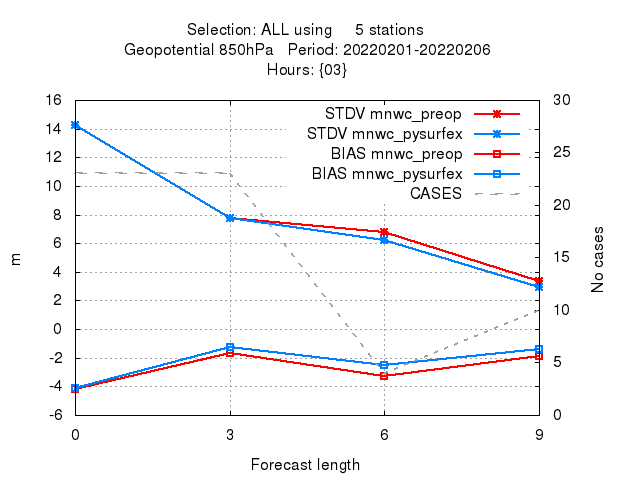 Selection: ALL using 5 stations
Geopotential 850hPa Period: 20220201-20220206
Hours: {03}
STDV mnwc_preop
STDV mnwc_pysurfex
BIAS mnwc_preop
BIAS mnwc_pysurfex
CASES
16
14
12
10
8
6
4
2
0
-2
-4
-6
m
30
25
20
15
10
5
0
No cases
0 3 6 9
Forecast length